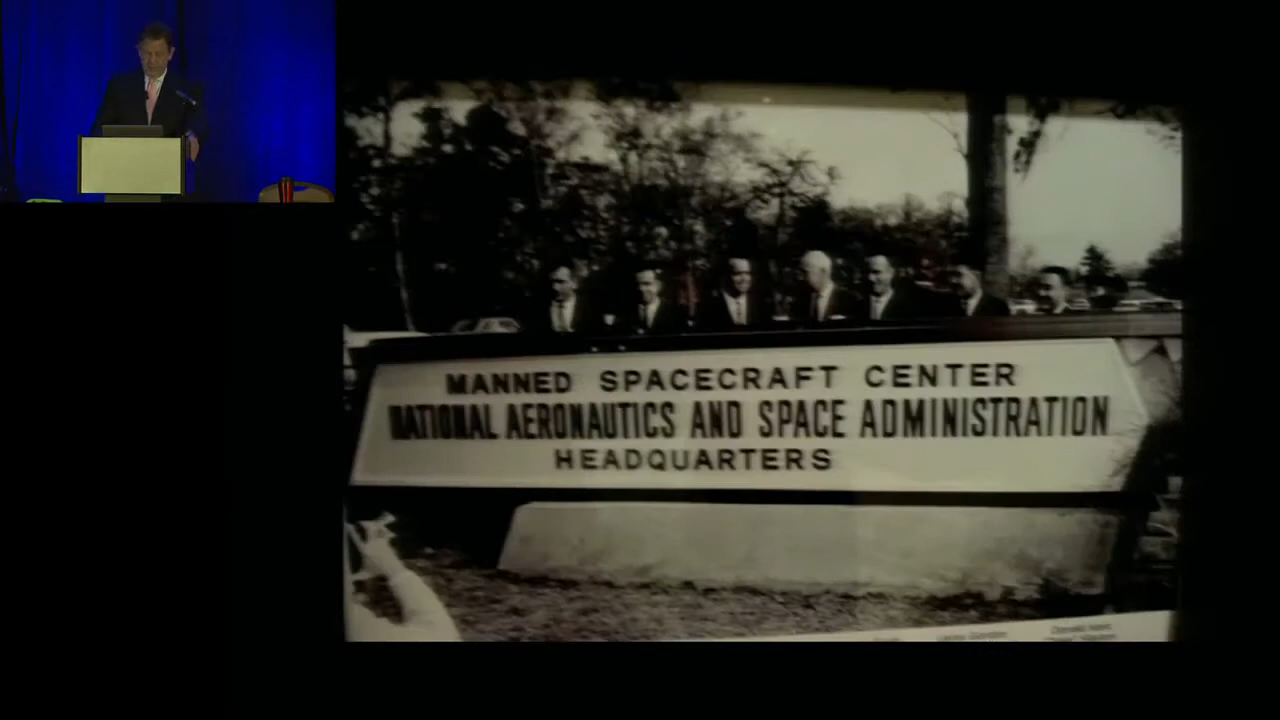 MANNED SPACECRAFT CENTER
NATIONAL AERONAUTICS AND SPACE ADMINISTRATION
HEADQUARTERS